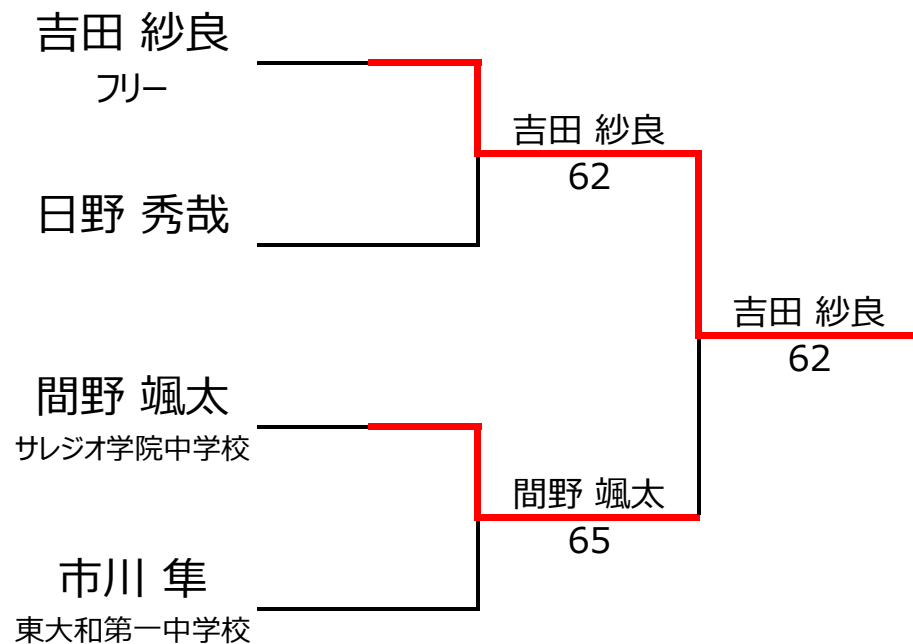 吉田 紗良
フリー
吉田 紗良
62
日野 秀哉
吉田 紗良
62
間野 颯太
サレジオ学院中学校
間野 颯太
65
市川 隼
東大和第一中学校